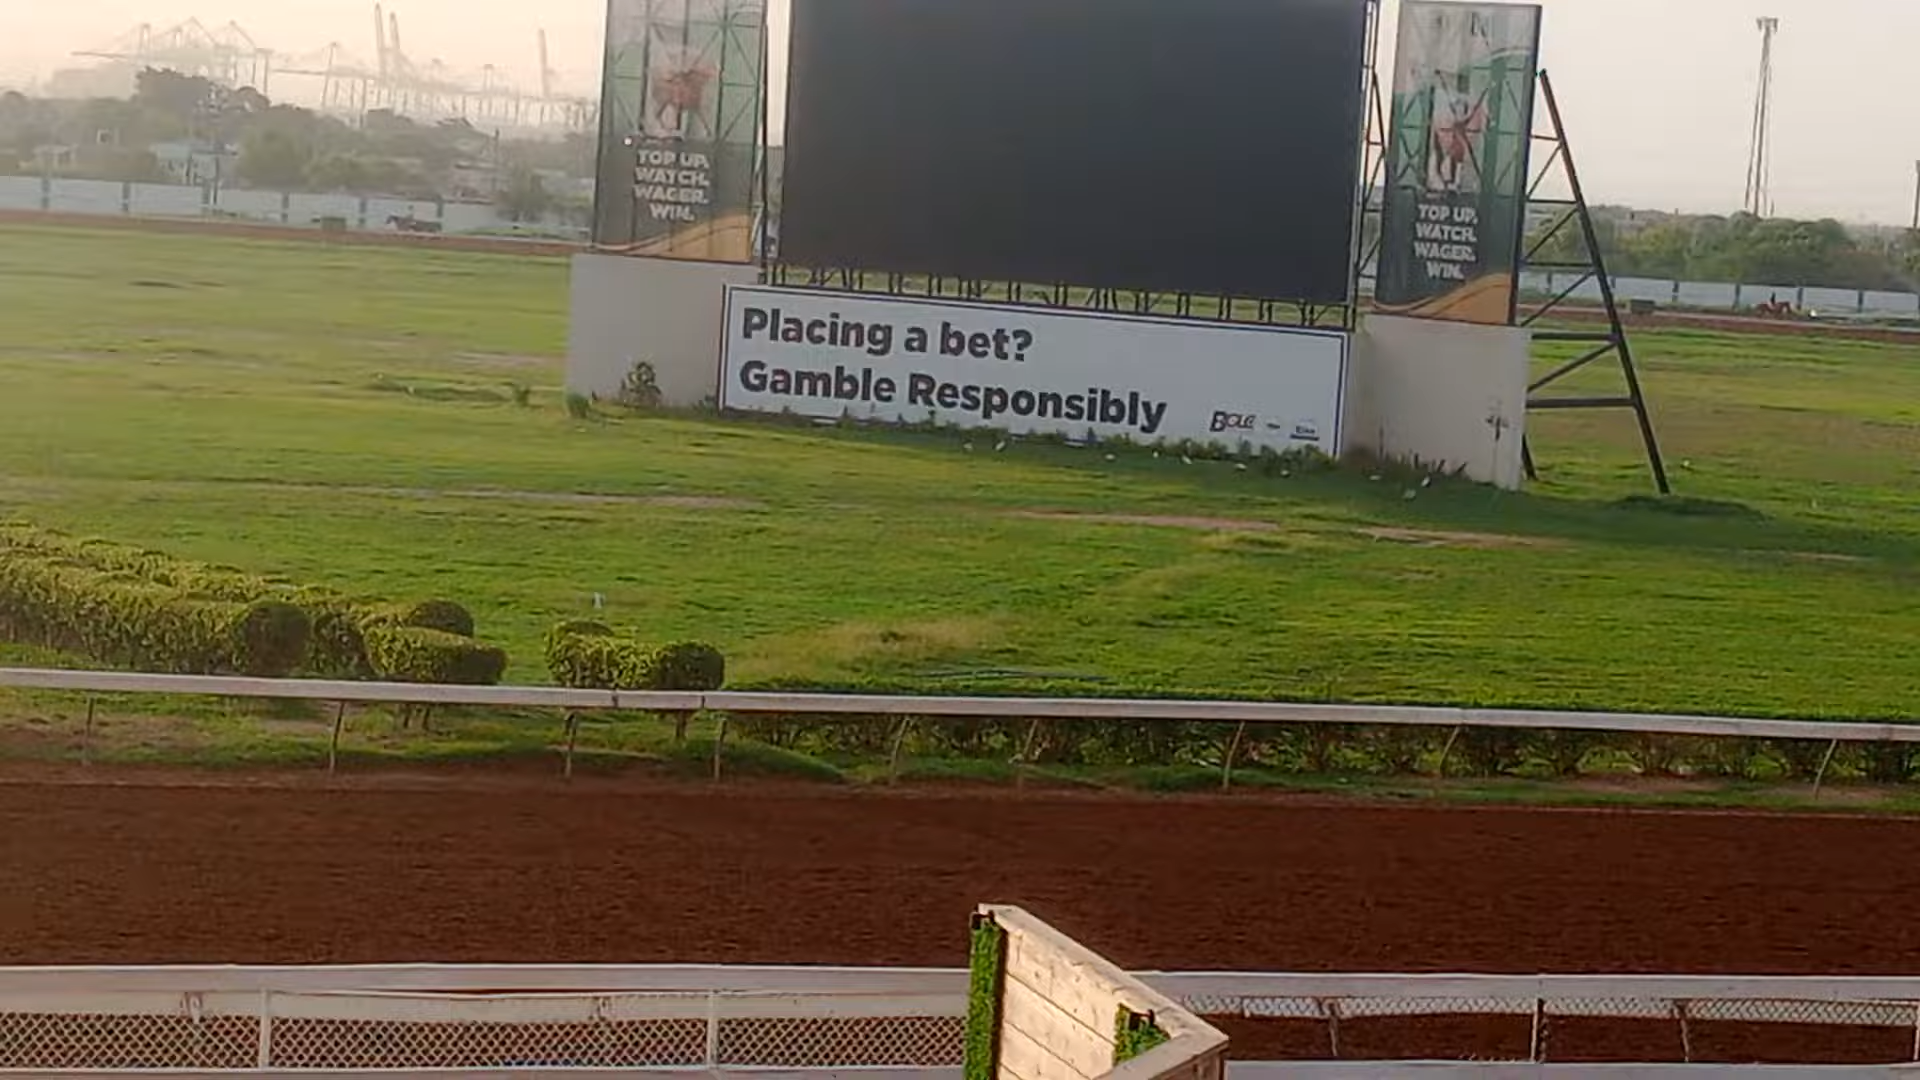 TOP UP.
WATCH.
WAGER.
WIN.
Placing a bet?
Gamble Responsibly
TOP UP.
WATCH.
WAGER.
WIN.